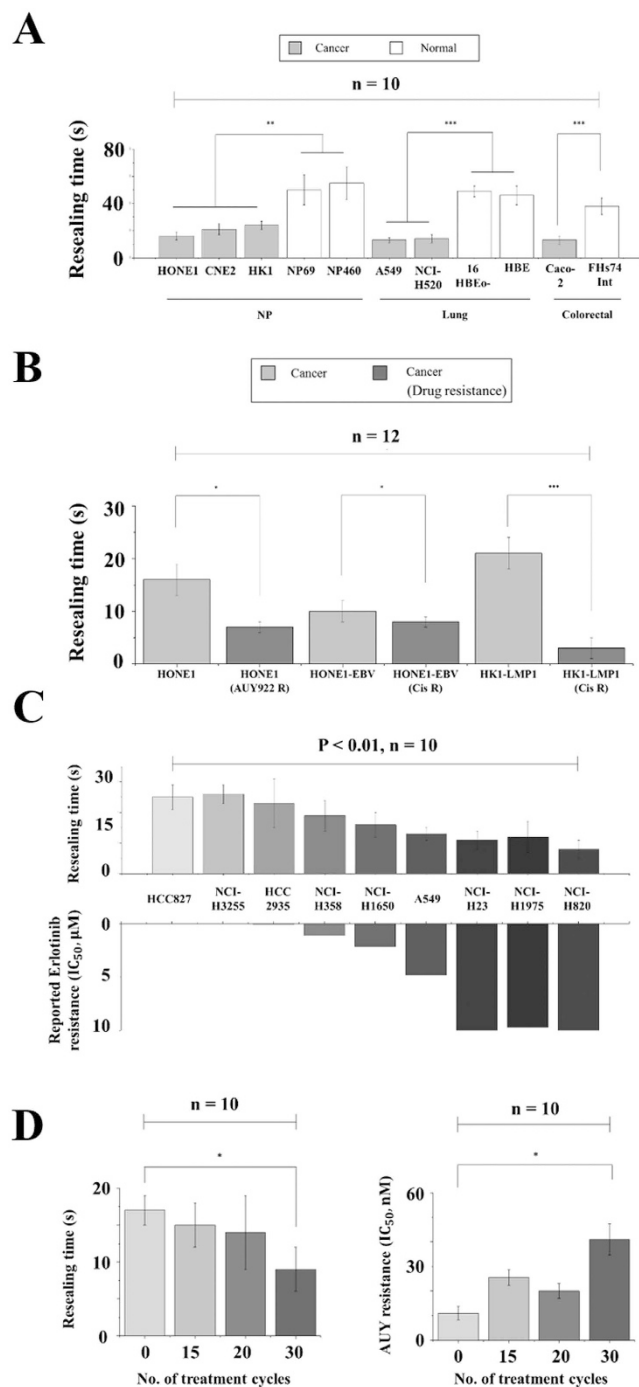 A
Cancer Normal
n = 10
** *** ***
Resealing time (s)
80
40
0
HONE1 CNE2 HK1 NP69 NP460 A549 NCI-H520 16 HBEo- HBE Caco-2 FHs74 Int
NP Lung Colorectal
B
Cancer Cancer
(Drug resistance)
n = 12
* * ***
Resealing time (s)
30
20
10
0
HONE1 HONE1 HONE1-EBV HONE1-EBV HK1-LMP1 HK1-LMP1
(AUY922 R) (Cis R) (Cis R)
C
P < 0.01, n = 10
Resealing time (s)
30
15
0
HCC827 NCI-H3255 HCC 2935 NCI-H358 NCI-H1650 A549 NCI-H23 NCI-H1975 NCI-H820
Reported Erlotinib
resistance (IC50, μM)
0
5
10
D
n = 10
*
Resealing time (s)
20
10
0
0 15 20 30
No. of treatment cycles
n = 10
*
AUY resistance (IC50, nM)
60
30
0
0 15 20 30
No. of treatment cycles